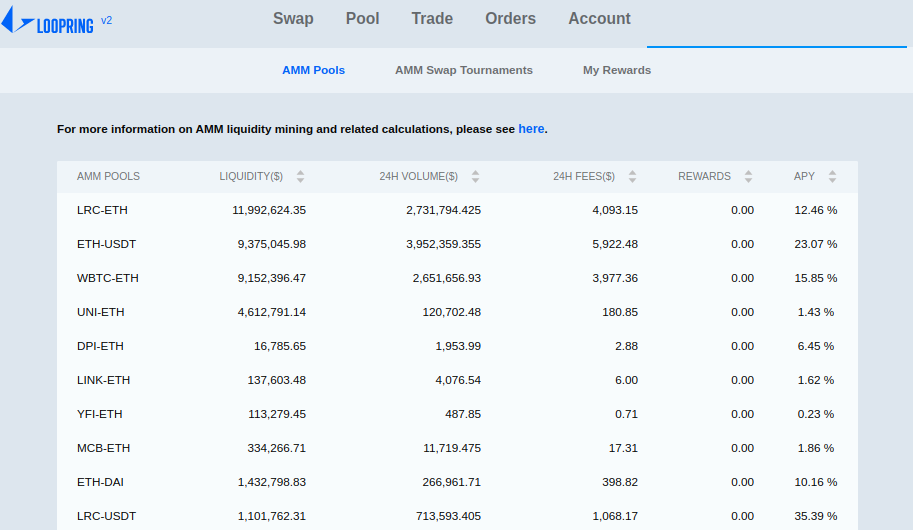 LOOPRING v2 Swap Pool Trade Orders Account
AMM Pools AMM Swap Tournaments My Rewards
For more information on AMM liquidity mining and related calculations, please see here.
AMM POOLS LIQUIDITY($) 24H VOLUME($) 24H FEES($) REWARDS APY
LRC-ETH 11,992,624.35 2,731,794.425 4,093.15 0.00 12.46 %
ETH-USDT 9,375,045.98 3,952,359.355 5,922.48 0.00 23.07 %
WBTC-ETH 9,152,396.47 2,651,656.93 3,977.36 0.00 15.85 %
UNI-ETH 4,612,791.14 120,702.48 180.85 0.00 1.43 %
DPI-ETH 16,785.65 1,953.99 2.88 0.00 6.45 %
LINK-ETH 137,603.48 4,076.54 6.00 0.00 1.62 %
YFI-ETH 113,279.45 487.85 0.71 0.00 0.23 %
MCB-ETH 334,266.71 11,719.475 17.31 0.00 1.86 %
ETH-DAI 1,432,798.83 266,961.71 398.82 0.00 10.16 %
LRC-USDT 1,101,762.31 713,593.405 1,068.17 0.00 35.39 %